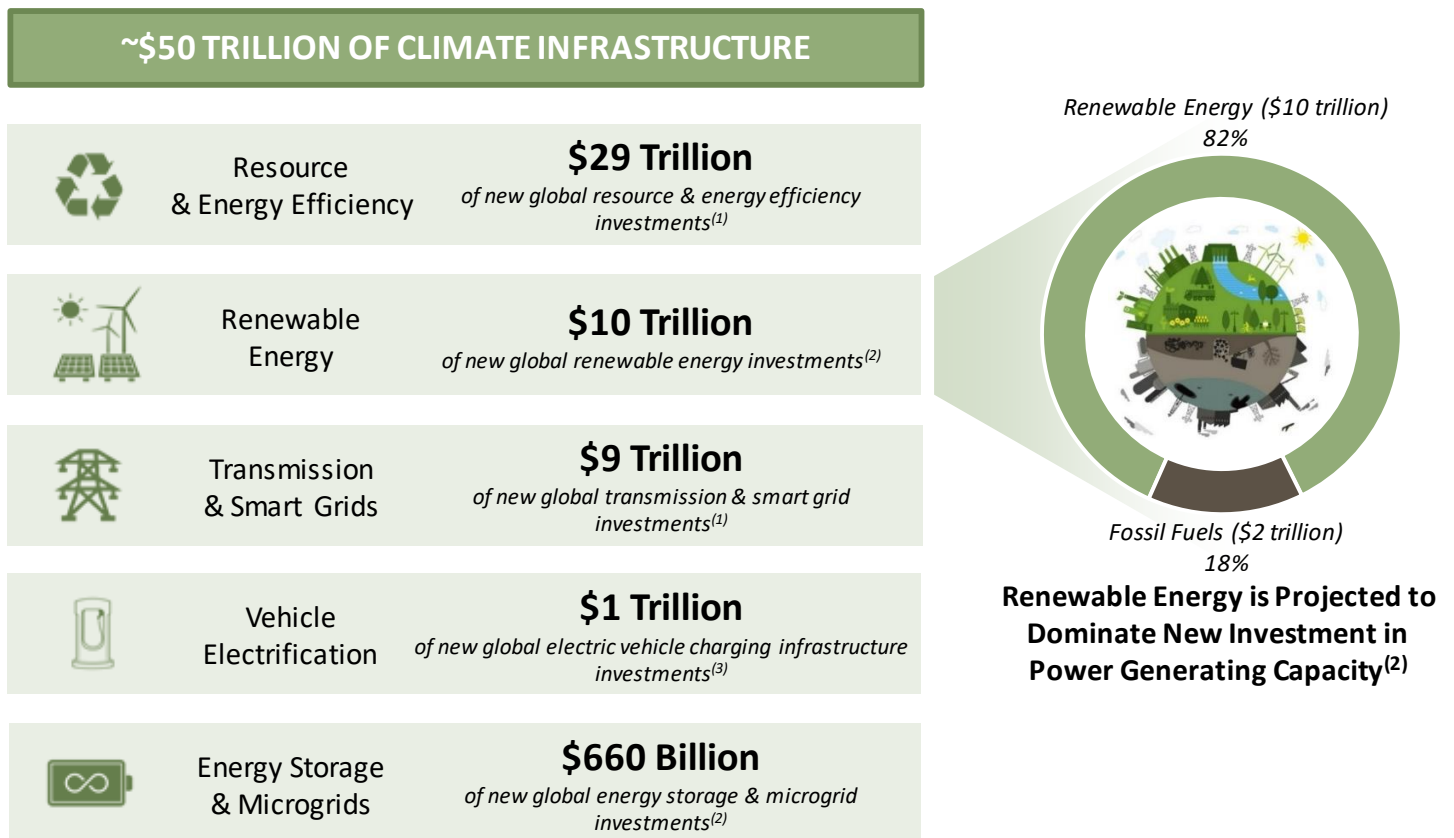 ~$50 TRILLION OF CLIMATE INFRASTRUCTURE
Resource
& Energy Efficiency
$29 Trillion
of new global resource & energy efficiency
investments(1)
Renewable
Energy
$10 Trillion
of new global renewable energy investments(2)
Transmission
& Smart Grids
$9 Trillion
of new global transmission & smart grid
investments(1)
Vehicle
Electrification
$1 Trillion
of new global electric vehicle charging infrastructure
investments(3)
Energy Storage
& Microgrids
$660 Billion
of new global energy storage & microgrid
investments(2)
Renewable Energy ($10 trillion)
82%
Fossil Fuels ($2 trillion)
18%
Renewable Energy is Projected to
Dominate New Investment in
Power Generating Capacity(2)